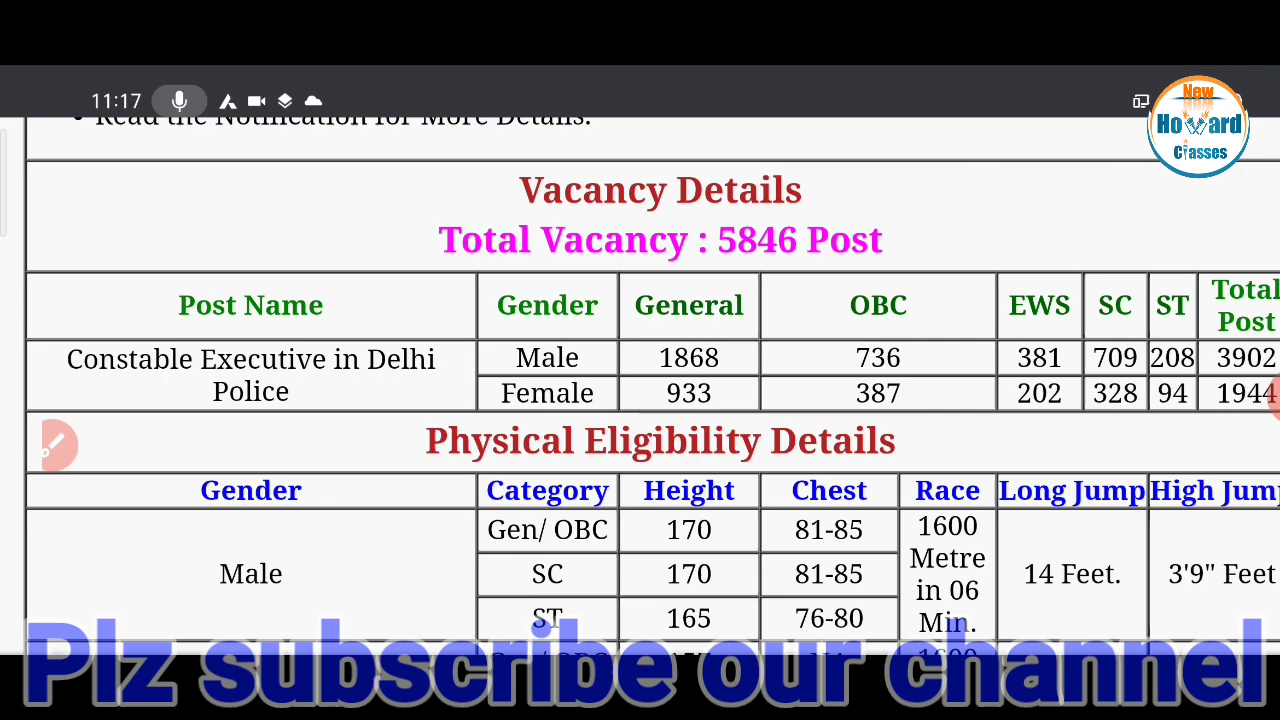 11:17
New
Howard
Classes
Read the Notification for More Details.
Vacancy Details
Total Vacancy : 5846 Post
Post Name Gender General OBC EWS SC ST Total Post
Constable Executive in Delhi Police Male 1868 736 381 709 208 3902
Female 933 387 202 328 94 1944
Physical Eligibility Details
Gender Category Height Chest Race Long Jump High Jump
Male Gen/ OBC 170 81-85 1600 Metre in 06 Min. 14 Feet. 3'9" Feet
SC 170 81-85
ST 165 76-80
Plz subscribe our channel